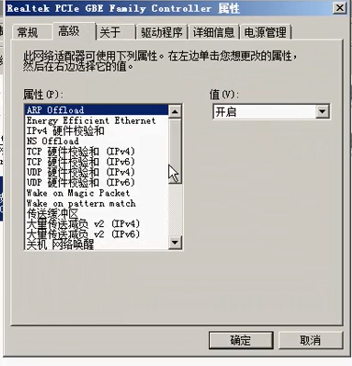 Realtek PCIe GBE Family Controller 属性
常规 高级 关于 驱动程序 详细信息 电源管理
此网络适配器可使用下列属性。在左边单击您想更改的属性，
然后在右边选择它的值。
属性(P): 值(V):
ARP Offload 开启
Energy Efficient Ethernet
IPv4 硬件校验和
NS Offload
TCP 硬件校验和 (IPv4)
TCP 硬件校验和 (IPv6)
UDP 硬件校验和 (IPv4)
UDP 硬件校验和 (IPv6)
Wake on Magic Packet
Wake on pattern match
传送缓冲区
大量传送减负 v2 (IPv4)
大量传送减负 v2 (IPv6)
关机 网络唤醒
确定 取消